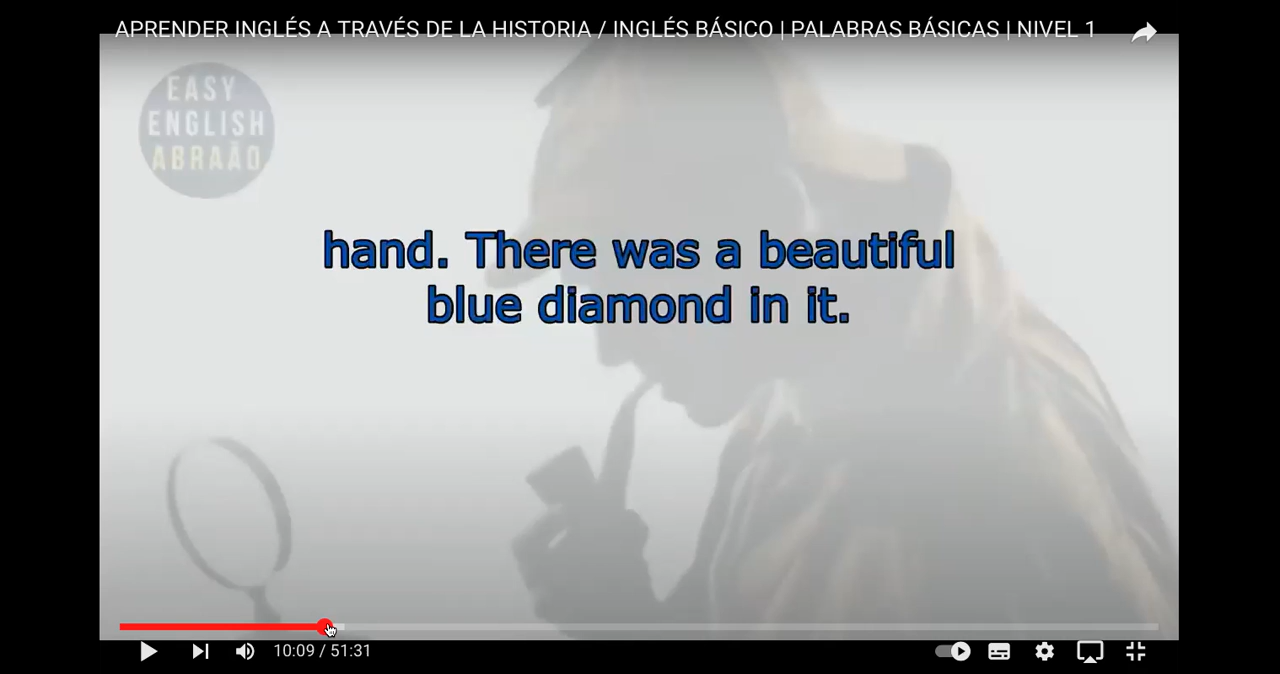 APRENDER INGLÉS A TRAVÉS DE LA HISTORIA / INGLÉS BÁSICO | PALABRAS BÁSICAS | NIVEL 1
EASY
ENGLISH
ABRAÃO
hand. There was a beautiful
blue diamond in it.
10:09 / 51:31